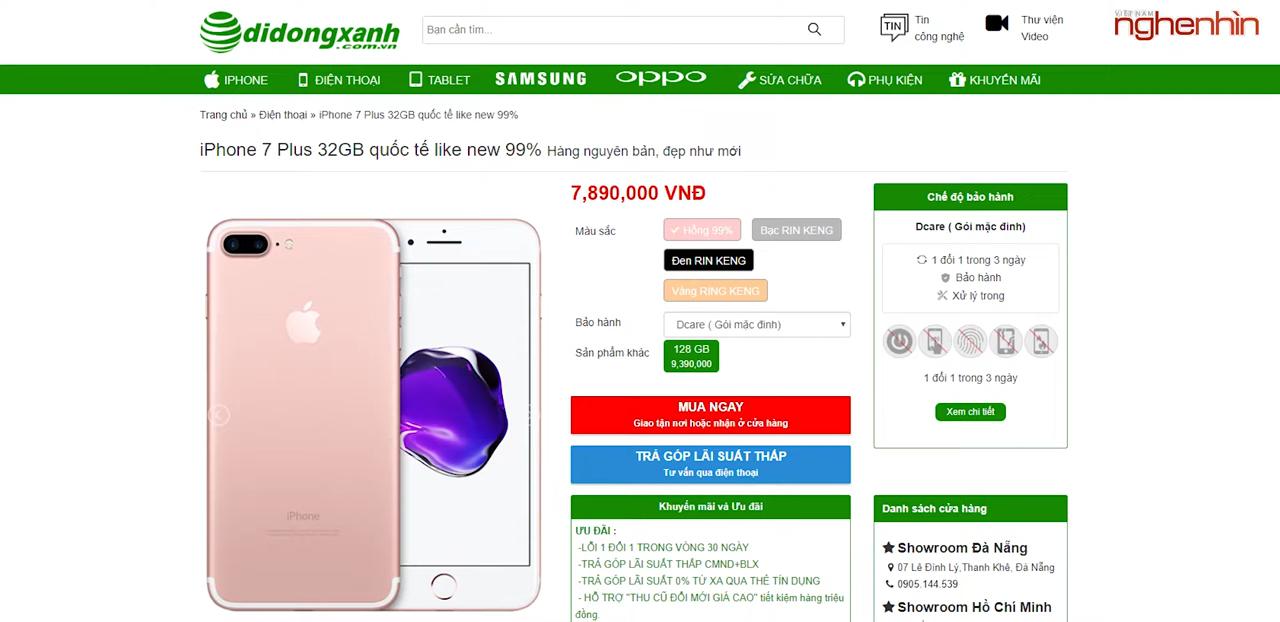 didongxanh
.com.vn
Bạn cần tìm...
TIN
Tin
công nghệ
Thư viện
Video
VIỆT NAM
nghenhìn
IPHONE
ĐIỆN THOẠI
TABLET
SAMSUNG
oppo
SỬA CHỮA
PHỤ KIỆN
KHUYẾN MÃI
Trang chủ » Điện thoại » iPhone 7 Plus 32GB quốc tế like new 99%
iPhone 7 Plus 32GB quốc tế like new 99% Hàng nguyên bản, đẹp như mới
7,890,000 VNĐ
Màu sắc
✓ Hồng 99%
Bạc RIN KENG
Đen RIN KENG
Vàng RING KENG
Bảo hành
Dcare ( Gói mặc đinh)
Sản phẩm khác
128 GB
9,390,000
MUA NGAY
Giao tận nơi hoặc nhận ở cửa hàng
TRẢ GÓP LÃI SUẤT THẤP
Tư vấn qua điện thoại
Khuyến mãi và Ưu đãi
ƯU ĐÃI :
-LỖI 1 ĐỔI 1 TRONG VÒNG 30 NGÀY
-TRẢ GÓP LÃI SUẤT THẤP CMND+BLX
-TRẢ GÓP LÃI SUẤT 0% TỪ XA QUA THẺ TÍN DỤNG
- HỖ TRỢ "THU CŨ ĐỔI MỚI GIÁ CAO" tiết kiệm hàng triệu
đồng.
iPhone
Chế độ bảo hành
Dcare ( Gói mặc đinh)
1 đổi 1 trong 3 ngày
Bảo hành
Xử lý trong
1 đổi 1 trong 3 ngày
Xem chi tiết
Danh sách cửa hàng
Showroom Đà Nẵng
07 Lê Đình Lý,Thanh Khê, Đà Nẵng
0905.144.539
Showroom Hồ Chí Minh